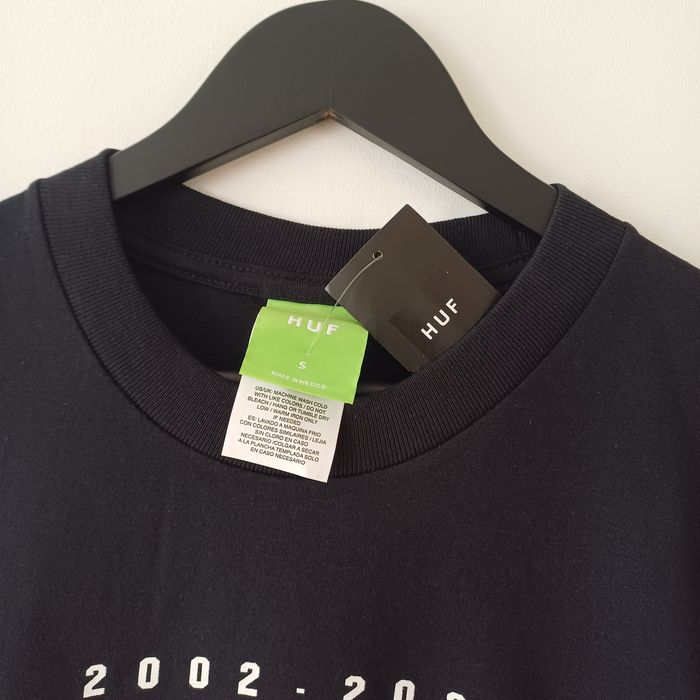 HUF
HUF
S
MADE IN MEXICO
US/UK: MACHINE WASH COLD
WITH LIKE COLORS / DO NOT
BLEACH / HANG OR TUMBLE DRY
LOW / WARM IRON ONLY
IF NEEDED
ES: LAVADO A MAQUINA FRIO
CON COLORES SIMILAIRES / LEJIA
SIN CLORO EN CASO
NECESARIO /COLGAR A SECAR
A LA PLANCHA TEMPLADA SOLO
EN CASO NECESARIO
2002-20